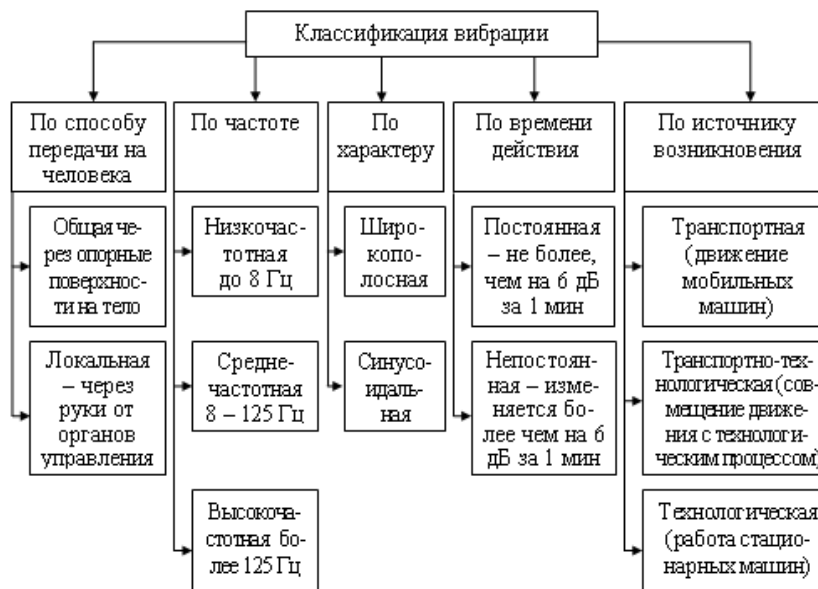 Классификация вибрации
По способу
передачи на
человека
По частоте
По
характеру
По времени
действия
По источнику
возникновения
Общая че-
рез опорные
поверхнос-
ти на тело
Низкочас-
тотная
до 8 Гц
Широ-
кополо-
лосная
Постоянная
– не более,
чем на 6 дБ
за 1 мин
Транспортная
(движение
мобильных
машин)
Локальная
– через
руки от
органов
управления
Средне-
частотная
8 – 125 Гц
Синусо-
идаль-
ная
Непостоян-
ная – изме-
няется бо-
лее чем на 6
дБ за 1 мин
Транспортно-тех-
нологическая (сов-
мещение движе-
ния с технологи-
ческим процессом)
Высокоча-
стотная бо-
лее 125 Гц
Технологическая
(работа стацио-
нарных машин)